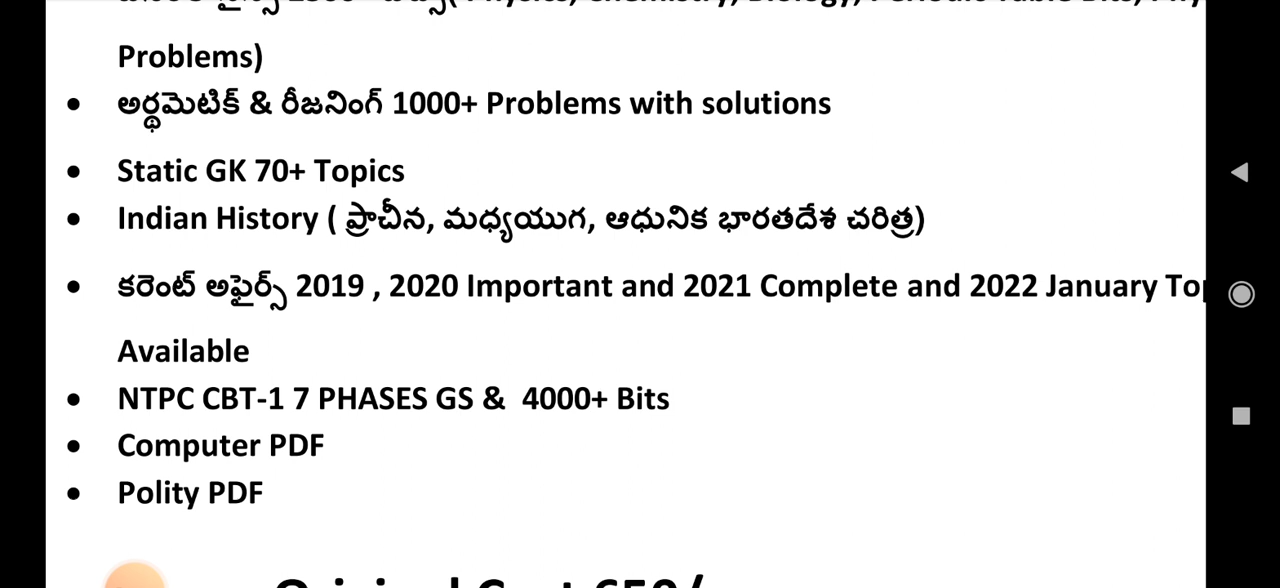 Problems)
• అర్థమెటిక్ & రీజనింగ్ 1000+ Problems with solutions
• Static GK 70+ Topics
• Indian History ( ప్రాచీన, మధ్యయుగ, ఆధునిక భారతదేశ చరిత్ర)
• కరెంట్ అఫైర్స్ 2019 , 2020 Important and 2021 Complete and 2022 January
Available
• NTPC CBT-1 7 PHASES GS & 4000+ Bits
• Computer PDF
• Polity PDF